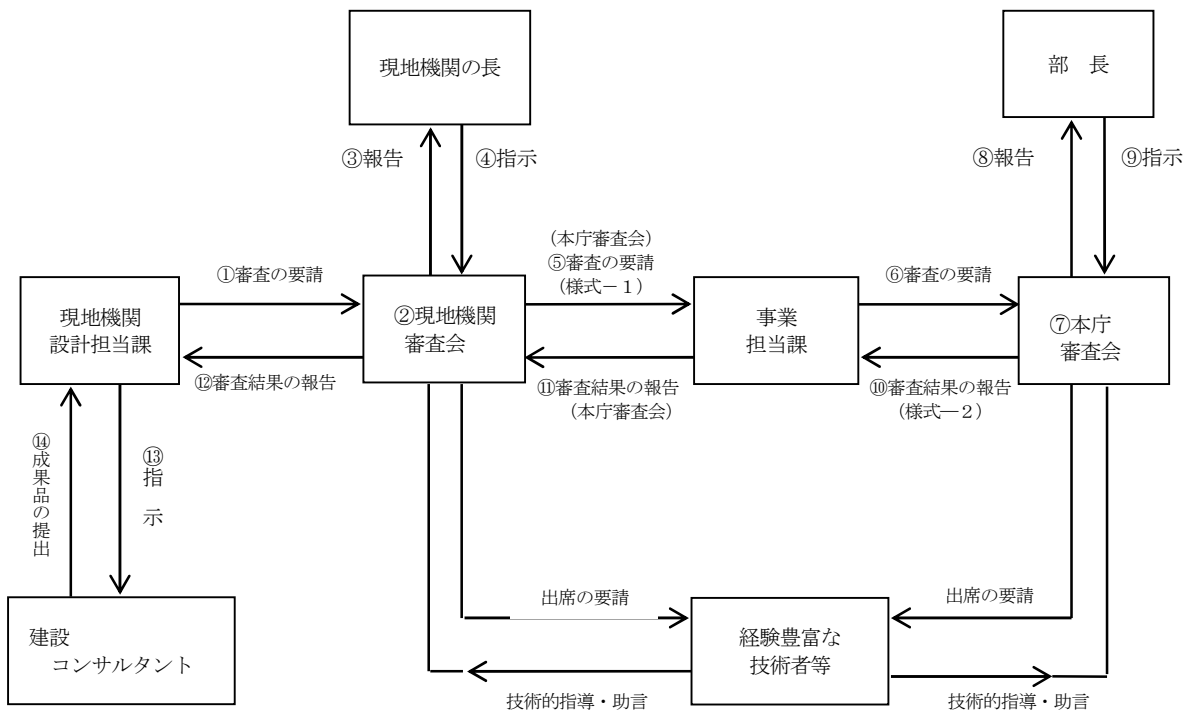 現地機関の長
部　長
③報告
④指示
⑧報告
⑨指示
①審査の要請
（本庁審査会）
⑤審査の要請
（様式－１）
⑥審査の要請
現地機関
設計担当課
②現地機関
審査会
事業
担当課
⑦本庁
審査会
⑫審査結果の報告
⑪審査結果の報告
（本庁審査会）
⑩審査結果の報告
（様式―２）
⑭成果品の提出
⑬指　示
出席の要請
出席の要請
建設
コンサルタント
経験豊富な
技術者等
技術的指導・助言
技術的指導・助言